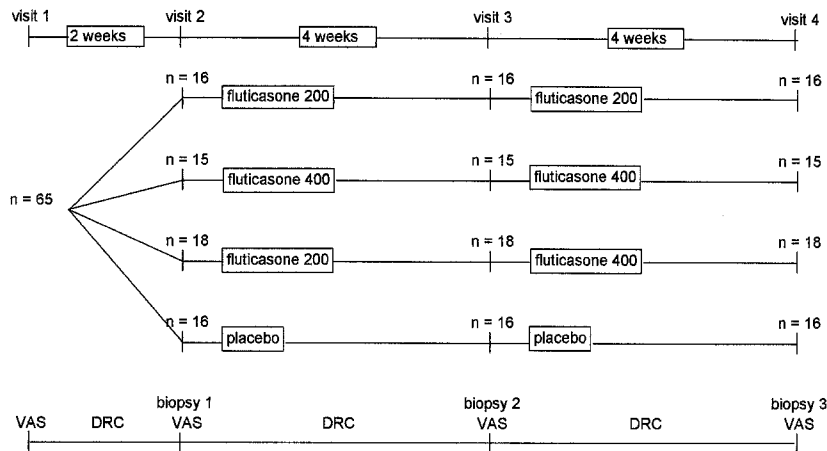 visit 1 visit 2 visit 3 visit 4
2 weeks 4 weeks 4 weeks
n = 16 n = 16 n = 16
fluticasone 200 fluticasone 200
n = 15 n = 15 n = 15
fluticasone 400 fluticasone 400
n = 65
n = 18 n = 18 n = 18
fluticasone 200 fluticasone 400
n = 16 n = 16 n = 16
placebo placebo
biopsy 1 biopsy 2 biopsy 3
VAS DRC VAS DRC VAS DRC VAS